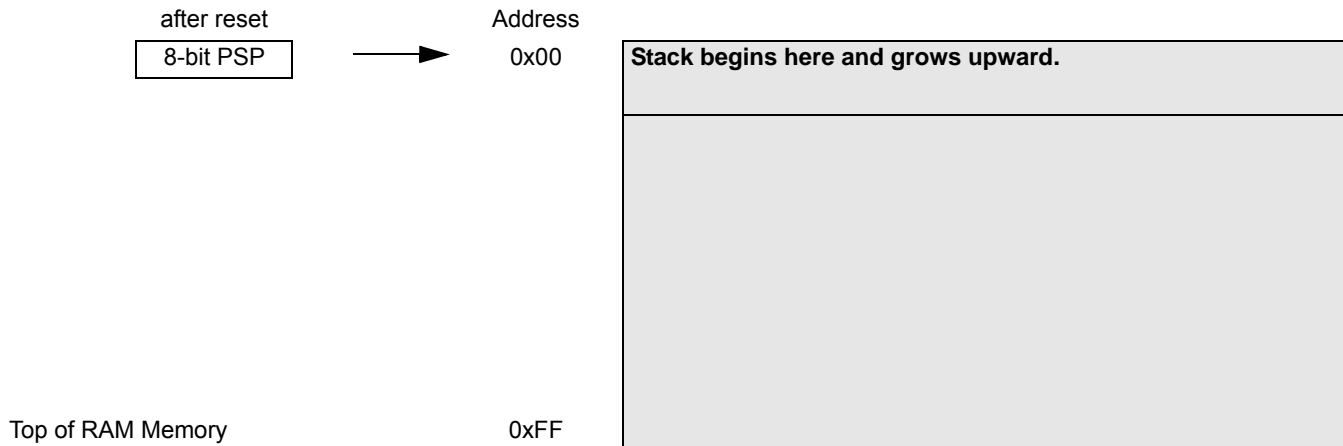 after reset Address
8-bit PSP 0x00 Stack begins here and grows upward.
Top of RAM Memory 0xFF